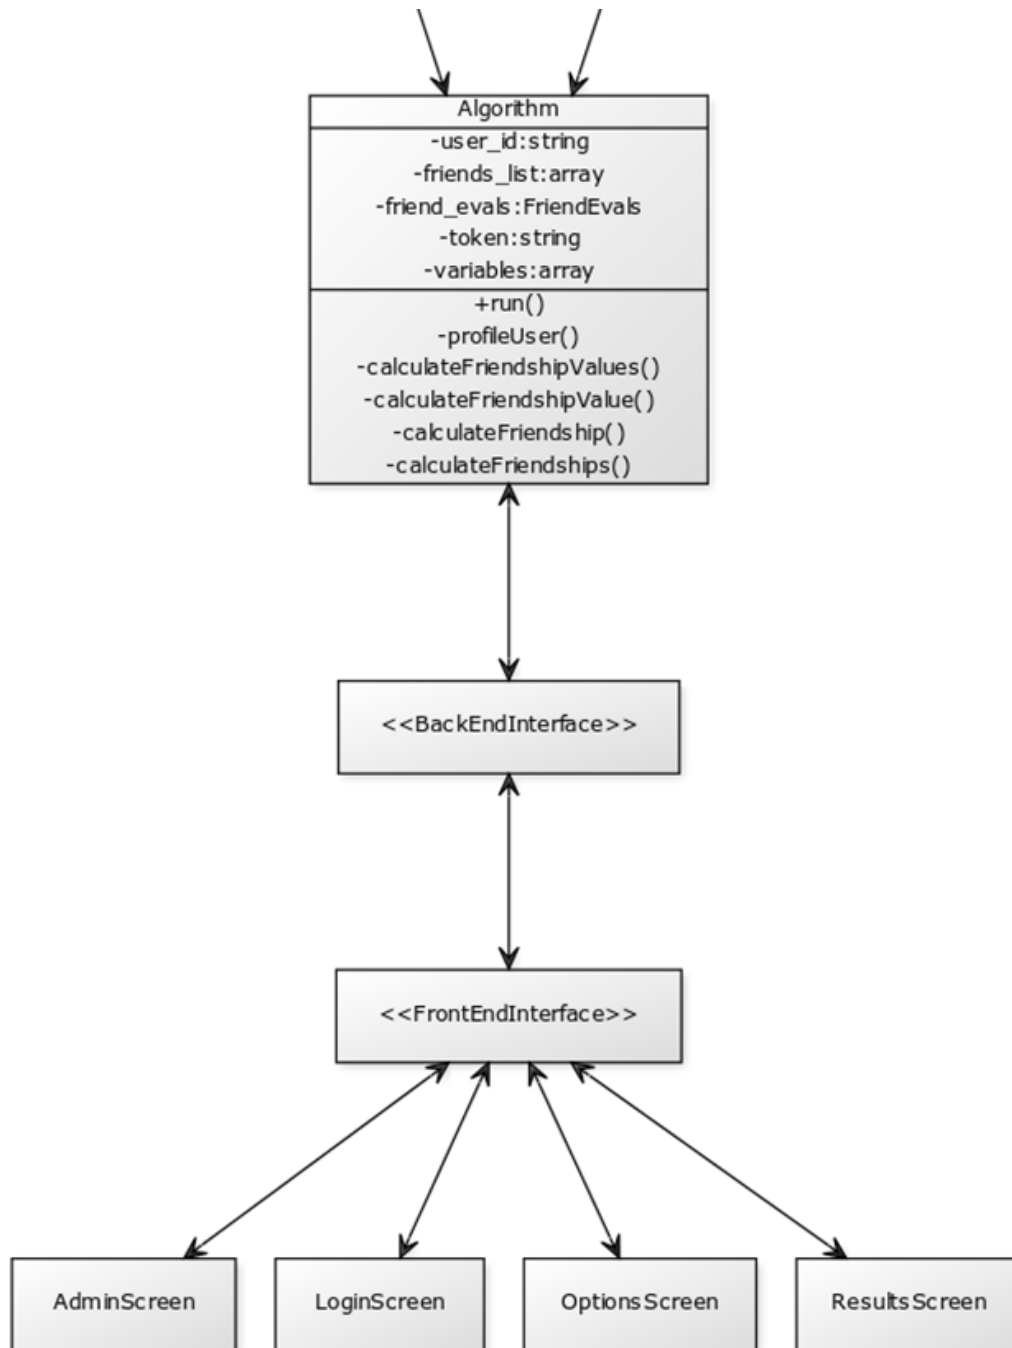 Algorithm
-user_id:string
-friends_list:array
-friend_evals:FriendEvals
-token:string
-variables:array
+run()
-profileUser()
-calculateFriendshipValues()
-calculateFriendshipValue()
-calculateFriendship()
-calculateFriendships()
<<BackEndInterface>>
<<FrontEndInterface>>
AdminScreen
LoginScreen
OptionsScreen
ResultsScreen